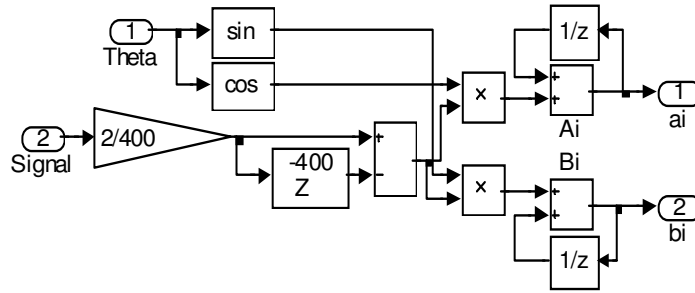 1
Theta
sin
cos
2
Signal
2/400
-400
Z
+
-
×
×
1/z
+
+
Ai
1
ai
Bi
+
+
2
bi
1/z